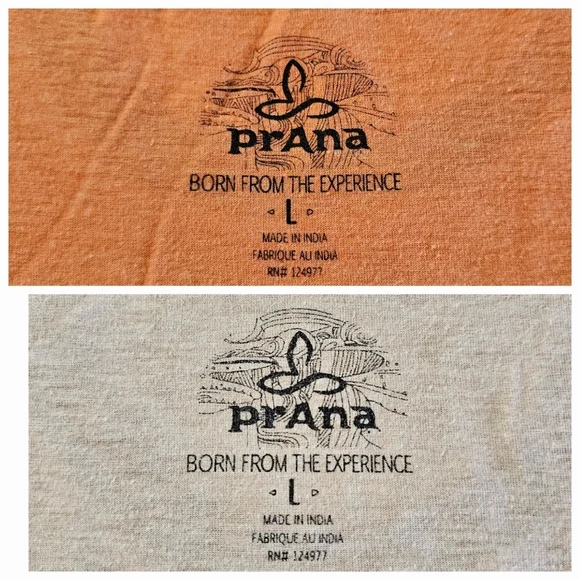 prAna
BORN FROM THE EXPERIENCE
L
MADE IN INDIA
FABRIQUE AU INDIA
RN# 124977
prAna
BORN FROM THE EXPERIENCE
L
MADE IN INDIA
FABRIQUE AU INDIA
RN# 124977